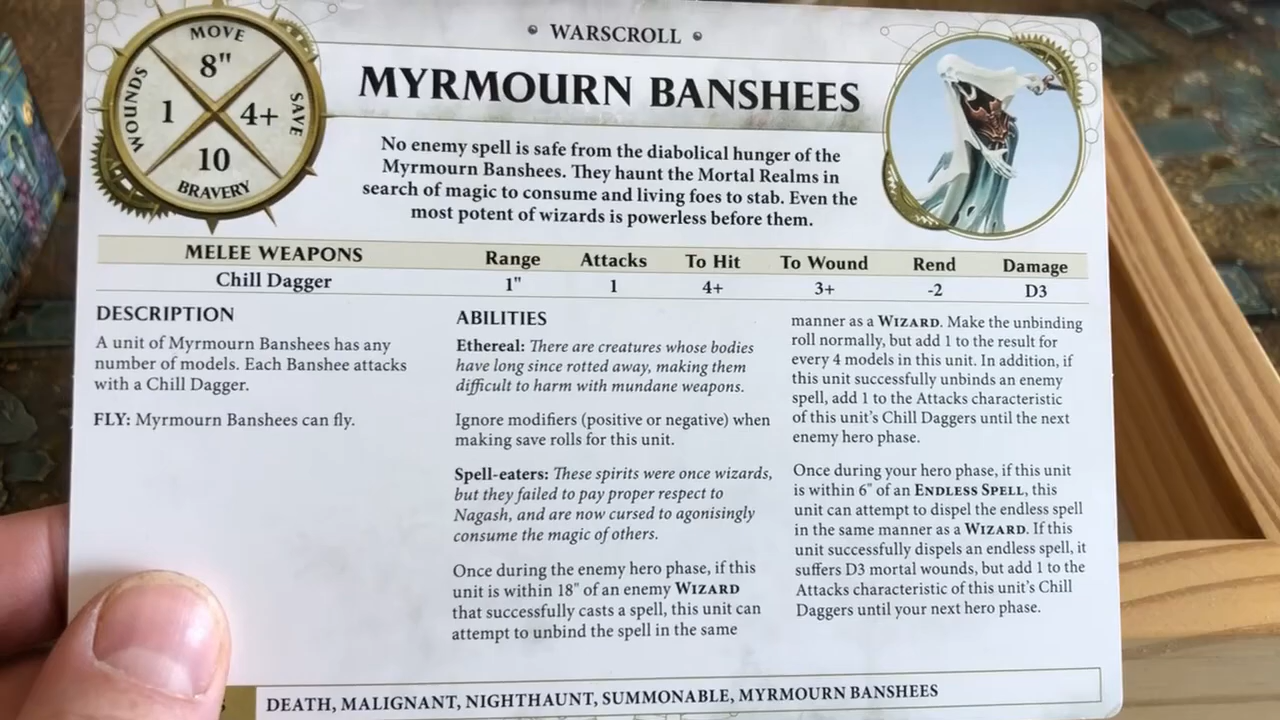 WARSCROLL
MYRMOURN BANSHEES
MOVE
8"
WOUNDS
1
4+
SAVE
10
BRAVERY
No enemy spell is safe from the diabolical hunger of the
Myrmourn Banshees. They haunt the Mortal Realms in
search of magic to consume and living foes to stab. Even the
most potent of wizards is powerless before them.
MELEE WEAPONS Range Attacks To Hit To Wound Rend Damage
Chill Dagger 1" 1 4+ 3+ -2 D3
DESCRIPTION
A unit of Myrmourn Banshees has any
number of models. Each Banshee attacks
with a Chill Dagger.
FLY: Myrmourn Banshees can fly.
ABILITIES
Ethereal: There are creatures whose bodies
have long since rotted away, making them
difficult to harm with mundane weapons.
Ignore modifiers (positive or negative) when
making save rolls for this unit.
Spell-eaters: These spirits were once wizards,
but they failed to pay proper respect to
Nagash, and are now cursed to agonisingly
consume the magic of others.
Once during the enemy hero phase, if this
unit is within 18" of an enemy WIZARD
that successfully casts a spell, this unit can
attempt to unbind the spell in the same
manner as a WIZARD. Make the unbinding
roll normally, but add 1 to the result for
every 4 models in this unit. In addition, if
this unit successfully unbinds an enemy
spell, add 1 to the Attacks characteristic
of this unit's Chill Daggers until the next
enemy hero phase.
Once during your hero phase, if this unit
is within 6" of an ENDLESS SPELL, this
unit can attempt to dispel the endless spell
in the same manner as a WIZARD. If this
unit successfully dispels an endless spell, it
suffers D3 mortal wounds, but add 1 to the
Attacks characteristic of this unit's Chill
Daggers until your next hero phase.
DEATH, MALIGNANT, NIGHTHAUNT, SUMMONABLE, MYRMOURN BANSHEES